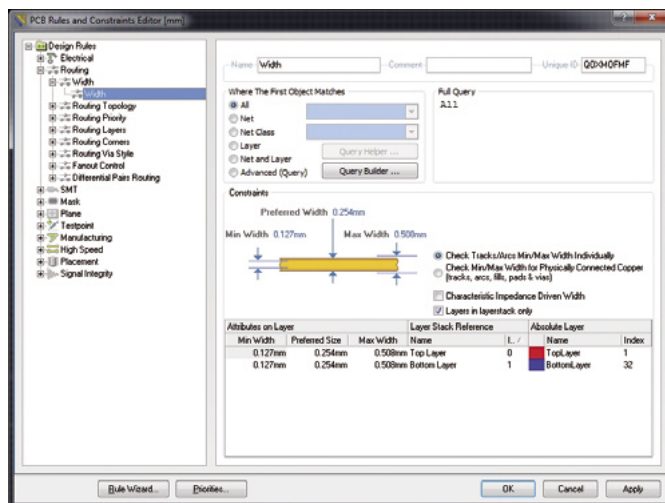 PCB Rules and Constraints Editor [mm]
Design Rules
Electrical
Routing
Width
Width
Routing Topology
Routing Priority
Routing Layers
Routing Corners
Routing Via Style
Fanout Control
Differential Pairs Routing
SMT
Mask
Plane
Testpoint
Manufacturing
High Speed
Placement
Signal Integrity
Name Width Comment Unique ID QDXMOFMF
Where The First Object Matches
All
Net
Net Class
Layer
Net and Layer
Advanced (Query)
Query Helper ...
Query Builder ...
Full Query
All
Constraints
Preferred Width 0.254mm
Min Width 0.127mm Max Width 0.508mm
Check Tracks/Arcs Min/Max Width Individually
Check Min/Max Width for Physically Connected Copper
(tracks, arcs, fills, pads & vias)
Characteristic Impedance Driven Width
Layers in layerstack only
Attributes on Layer Layer Stack Reference Absolute Layer
Min Width Preferred Size Max Width Name I.. / Name Index
0.127mm 0.254mm 0.508mm Top Layer 0 TopLayer 1
0.127mm 0.254mm 0.508mm Bottom Layer 1 BottomLayer 32
Rule Wizard... Priorities... OK Cancel Apply